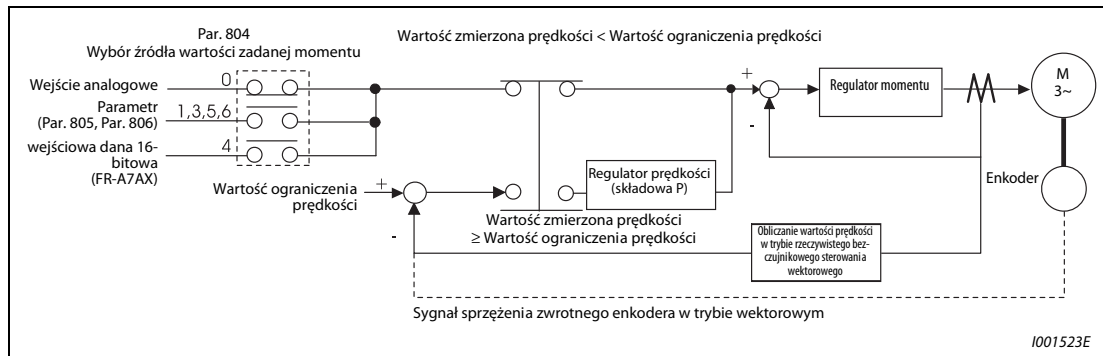 Par. 804
Wybór źródła wartości zadanej momentu
Wartość zmierzona prędkości < Wartość ograniczenia prędkości
Wejście analogowe
0
Parametr
(Par. 805, Par. 806)
1,3,5,6
wejściowa dana 16-
bitowa
(FR-A7AX)
4
+
-
Regulator momentu
M
3~
Enkoder
Wartość ograniczenia
prędkości
+
-
Regulator prędkości
(składowa P)
Wartość zmierzona prędkości
≥ Wartość ograniczenia prędkości
Obliczanie wartości prędkości
w trybie rzeczywistego bez-
czujnikowego sterowania
wektorowego
Sygnał sprzężenia zwrotnego enkodera w trybie wektorowym
I001523E